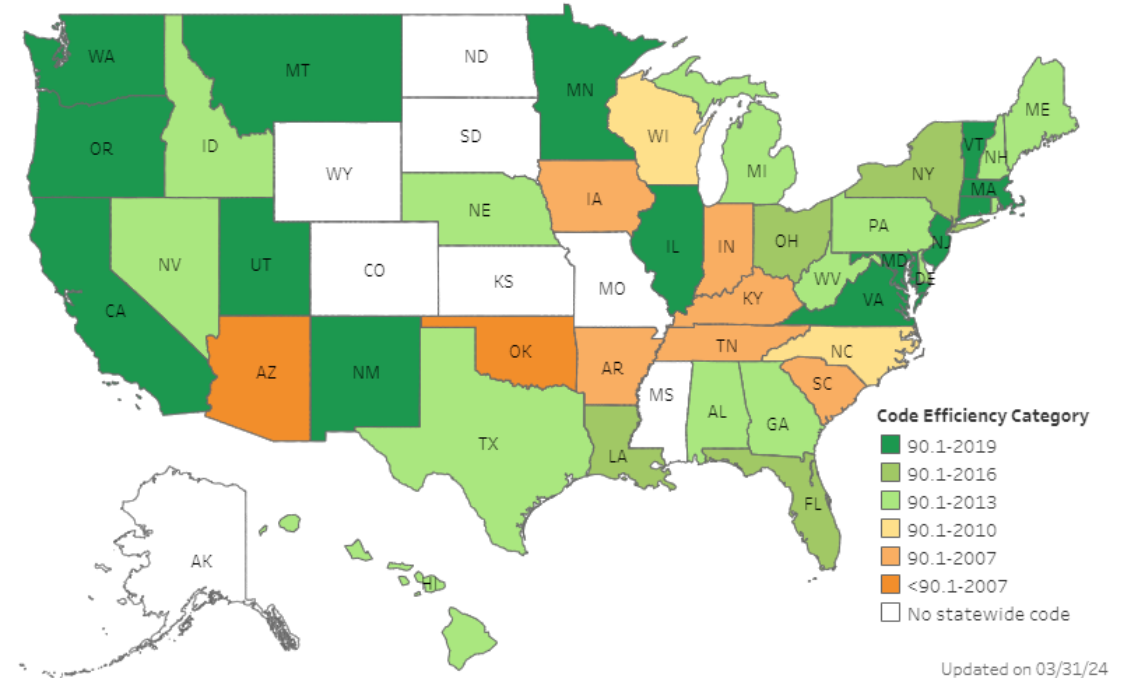 WA
MT
ND
MN
OR
ID
SD
WI
ME
WY
MI
NY
VT
NH
MA
IA
NE
PA
NV
UT
CO
KS
MO
IL
IN
OH
NJ
MD
DE
WV
VA
KY
CA
AZ
NM
OK
AR
TN
NC
SC
MS
AL
GA
TX
LA
FL
AK
HI
Code Efficiency Category
90.1-2019
90.1-2016
90.1-2013
90.1-2010
90.1-2007
<90.1-2007
No statewide code
Updated on 03/31/24